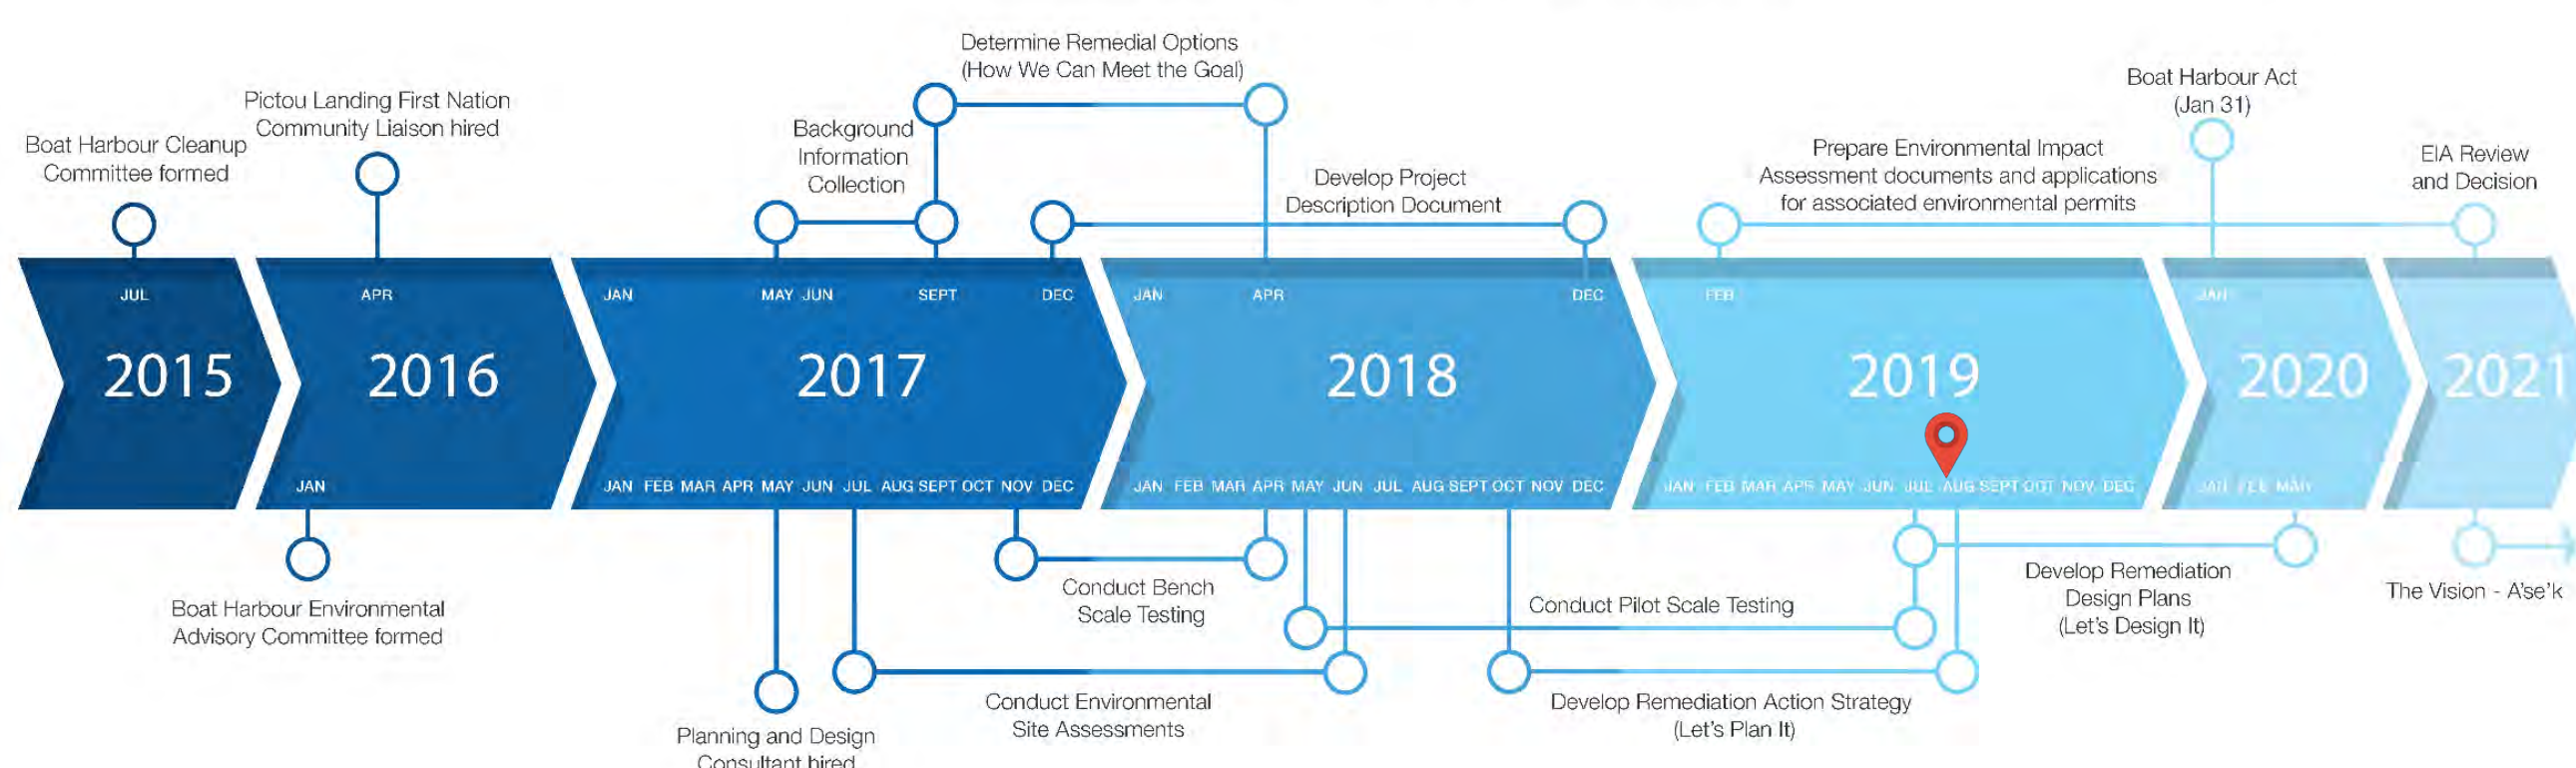 Determine Remedial Options
(How We Can Meet the Goal)
Boat Harbour Act
(Jan 31)
Pictou Landing First Nation
Community Liaison hired
Boat Harbour Cleanup
Committee formed
Background
Information
Collection
Develop Project
Description Document
Prepare Environmental Impact
Assessment documents and applications
for associated environmental permits
EIA Review
and Decision
JUL
APR
JAN MAY JUN SEPT DEC
JAN APR DEC
FEB
JAN
2015
2016
2017
2018
2019
2020
2021
JAN
JAN FEB MAR APR MAY JUN JUL AUG SEPT OCT NOV DEC
JAN FEB MAR APR MAY JUN JUL AUG SEPT OCT NOV DEC
JAN FEB MAR APR MAY JUN JUL AUG SEPT OCT NOV DEC
JAN FEB MAR
Boat Harbour Environmental
Advisory Committee formed
Conduct Bench
Scale Testing
Conduct Pilot Scale Testing
Develop Remediation
Design Plans
(Let's Design It)
The Vision - A'se'k
Conduct Environmental
Site Assessments
Develop Remediation Action Strategy
(Let's Plan It)
Planning and Design
Consultant hired